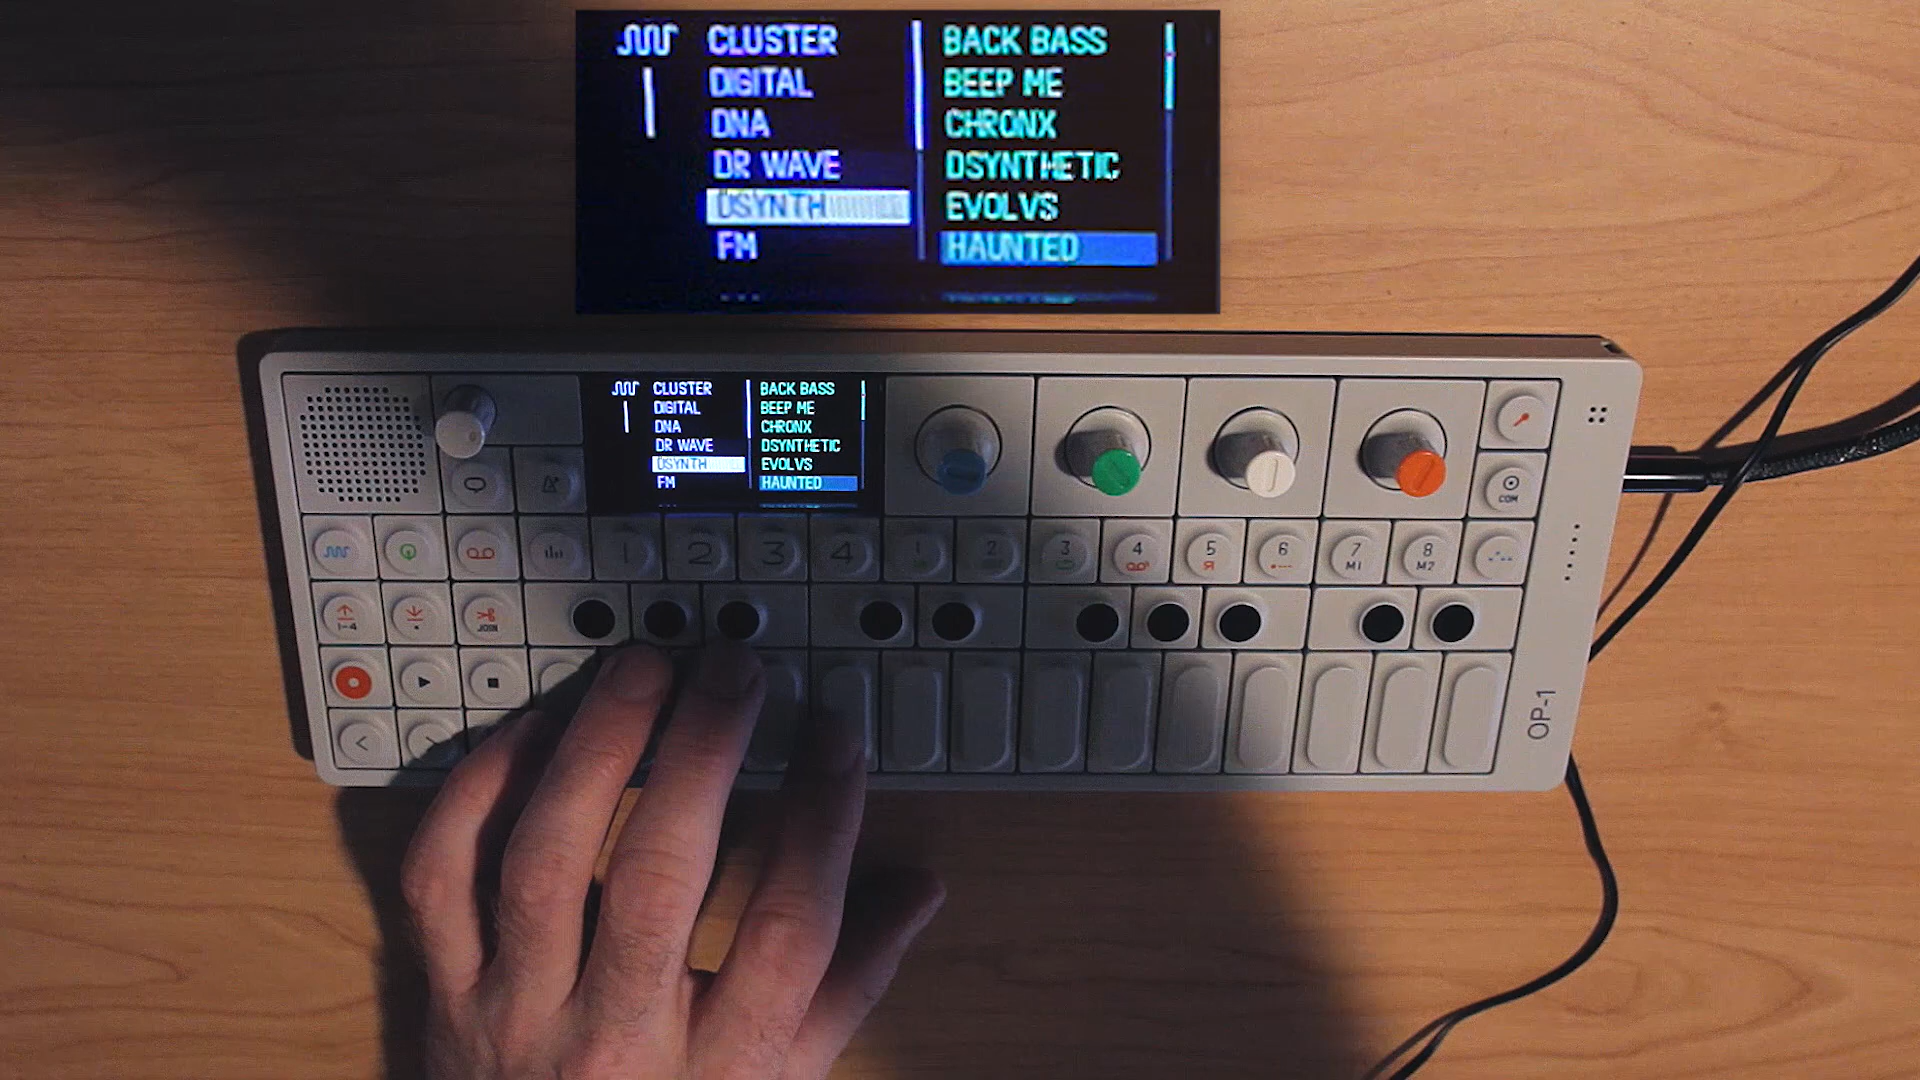 CLUSTER
DIGITAL
DNA
DR WAVE
DSYNTH
FM
BACK BASS
BEEP ME
CHRONX
DSYNTHETIC
EVOLVS
HAUNTED
CLUSTER
DIGITAL
DNA
DR WAVE
DSYNTH
FM
BACK BASS
BEEP ME
CHRONX
DSYNTHETIC
EVOLVS
HAUNTED
COM
1 2 3 4 1 2 3 4 5 6 7 8
M1 M2
1-4
JOIN
OP-1